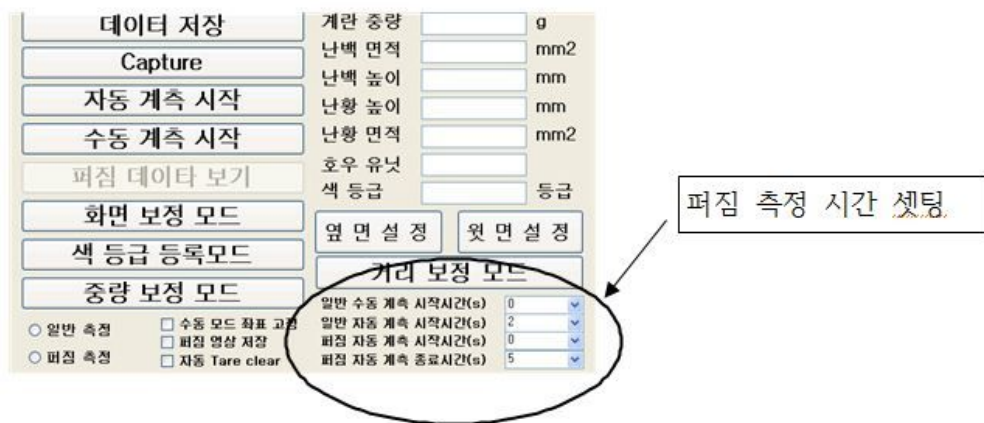 데이터 저장
Capture
자동 계측 시작
수동 계측 시작
퍼짐 데이타 보기
화면 보정 모드
색 등급 등록모드
중량 보정 모드
일반 측정
퍼짐 측정
수동 모드 좌표 고정
퍼짐 영상 저장
자동 Tare clear
계란 중량 g
난백 면적 mm2
난백 높이 mm
난황 높이 mm
난황 면적 mm2
호우 유닛
색 등급 등급
옆 면 설 정 윗 면 설 정
거리 보정 모드
일반 수동 계측 시작시간(s) 0
일반 자동 계측 시작시간(s) 2
퍼짐 자동 계측 시작시간(s) 0
퍼짐 자동 계측 종료시간(s) 5
퍼짐 측정 시간 셋팅